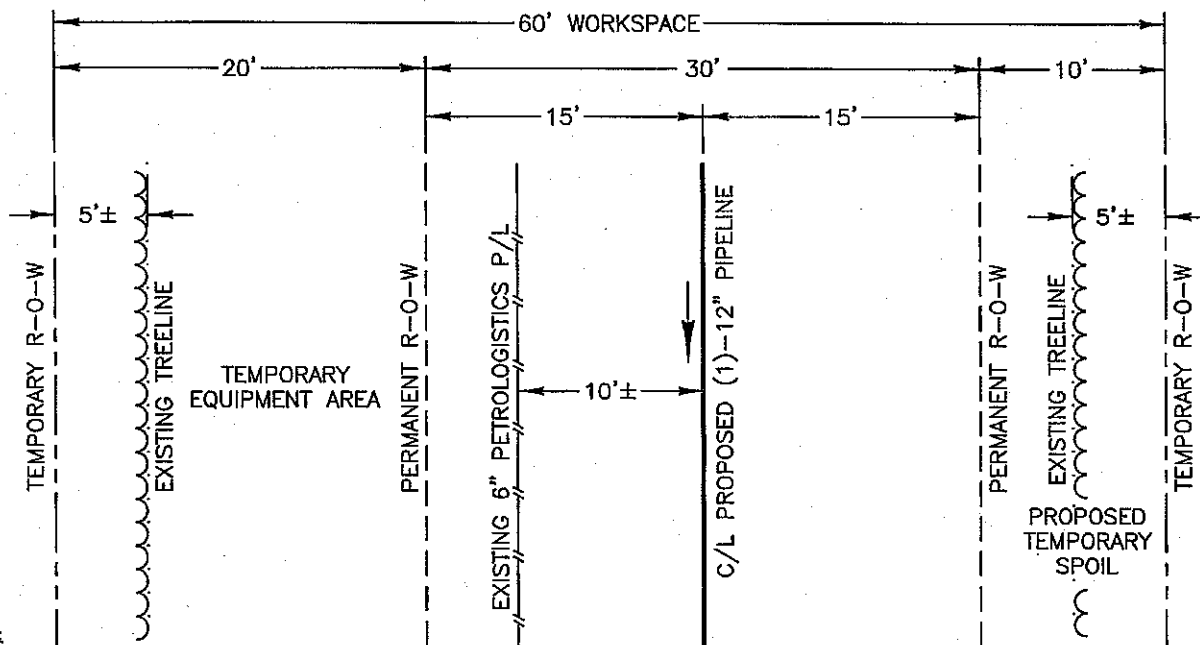 60' WORKSPACE
20'
30'
10'
15'
15'
5'±
5'±
TEMPORARY R-O-W
EXISTING TREELINE
TEMPORARY
EQUIPMENT AREA
PERMANENT R-O-W
EXISTING 6" PETROLOGISTICS P/L
10'±
C/L PROPOSED (1)-12" PIPELINE
PERMANENT R-O-W
EXISTING TREELINE
PROPOSED
TEMPORARY
SPOIL
TEMPORARY R-O-W